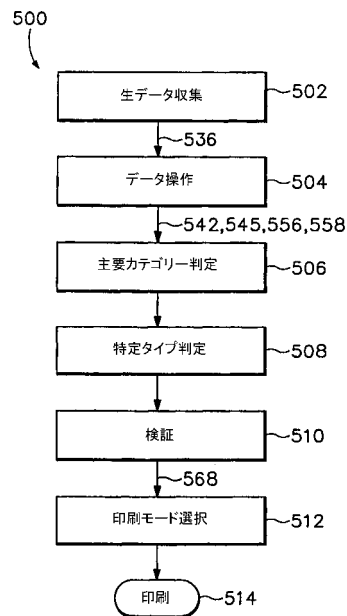 500
生データ収集 502
536
データ操作 504
542,545,556,558
主要カテゴリー判定 506
特定タイプ判定 508
検証 510
568
印刷モード選択 512
印刷 514